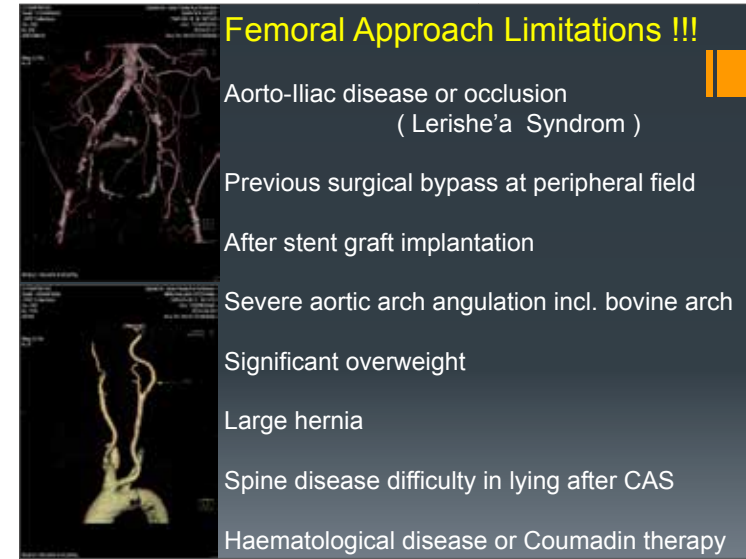 Femoral Approach Limitations !!!
Aorto-Iliac disease or occlusion
( Lerishe'a Syndrom )
Previous surgical bypass at peripheral field
After stent graft implantation
Severe aortic arch angulation incl. bovine arch
Significant overweight
Large hernia
Spine disease difficulty in lying after CAS
Haematological disease or Coumadin therapy